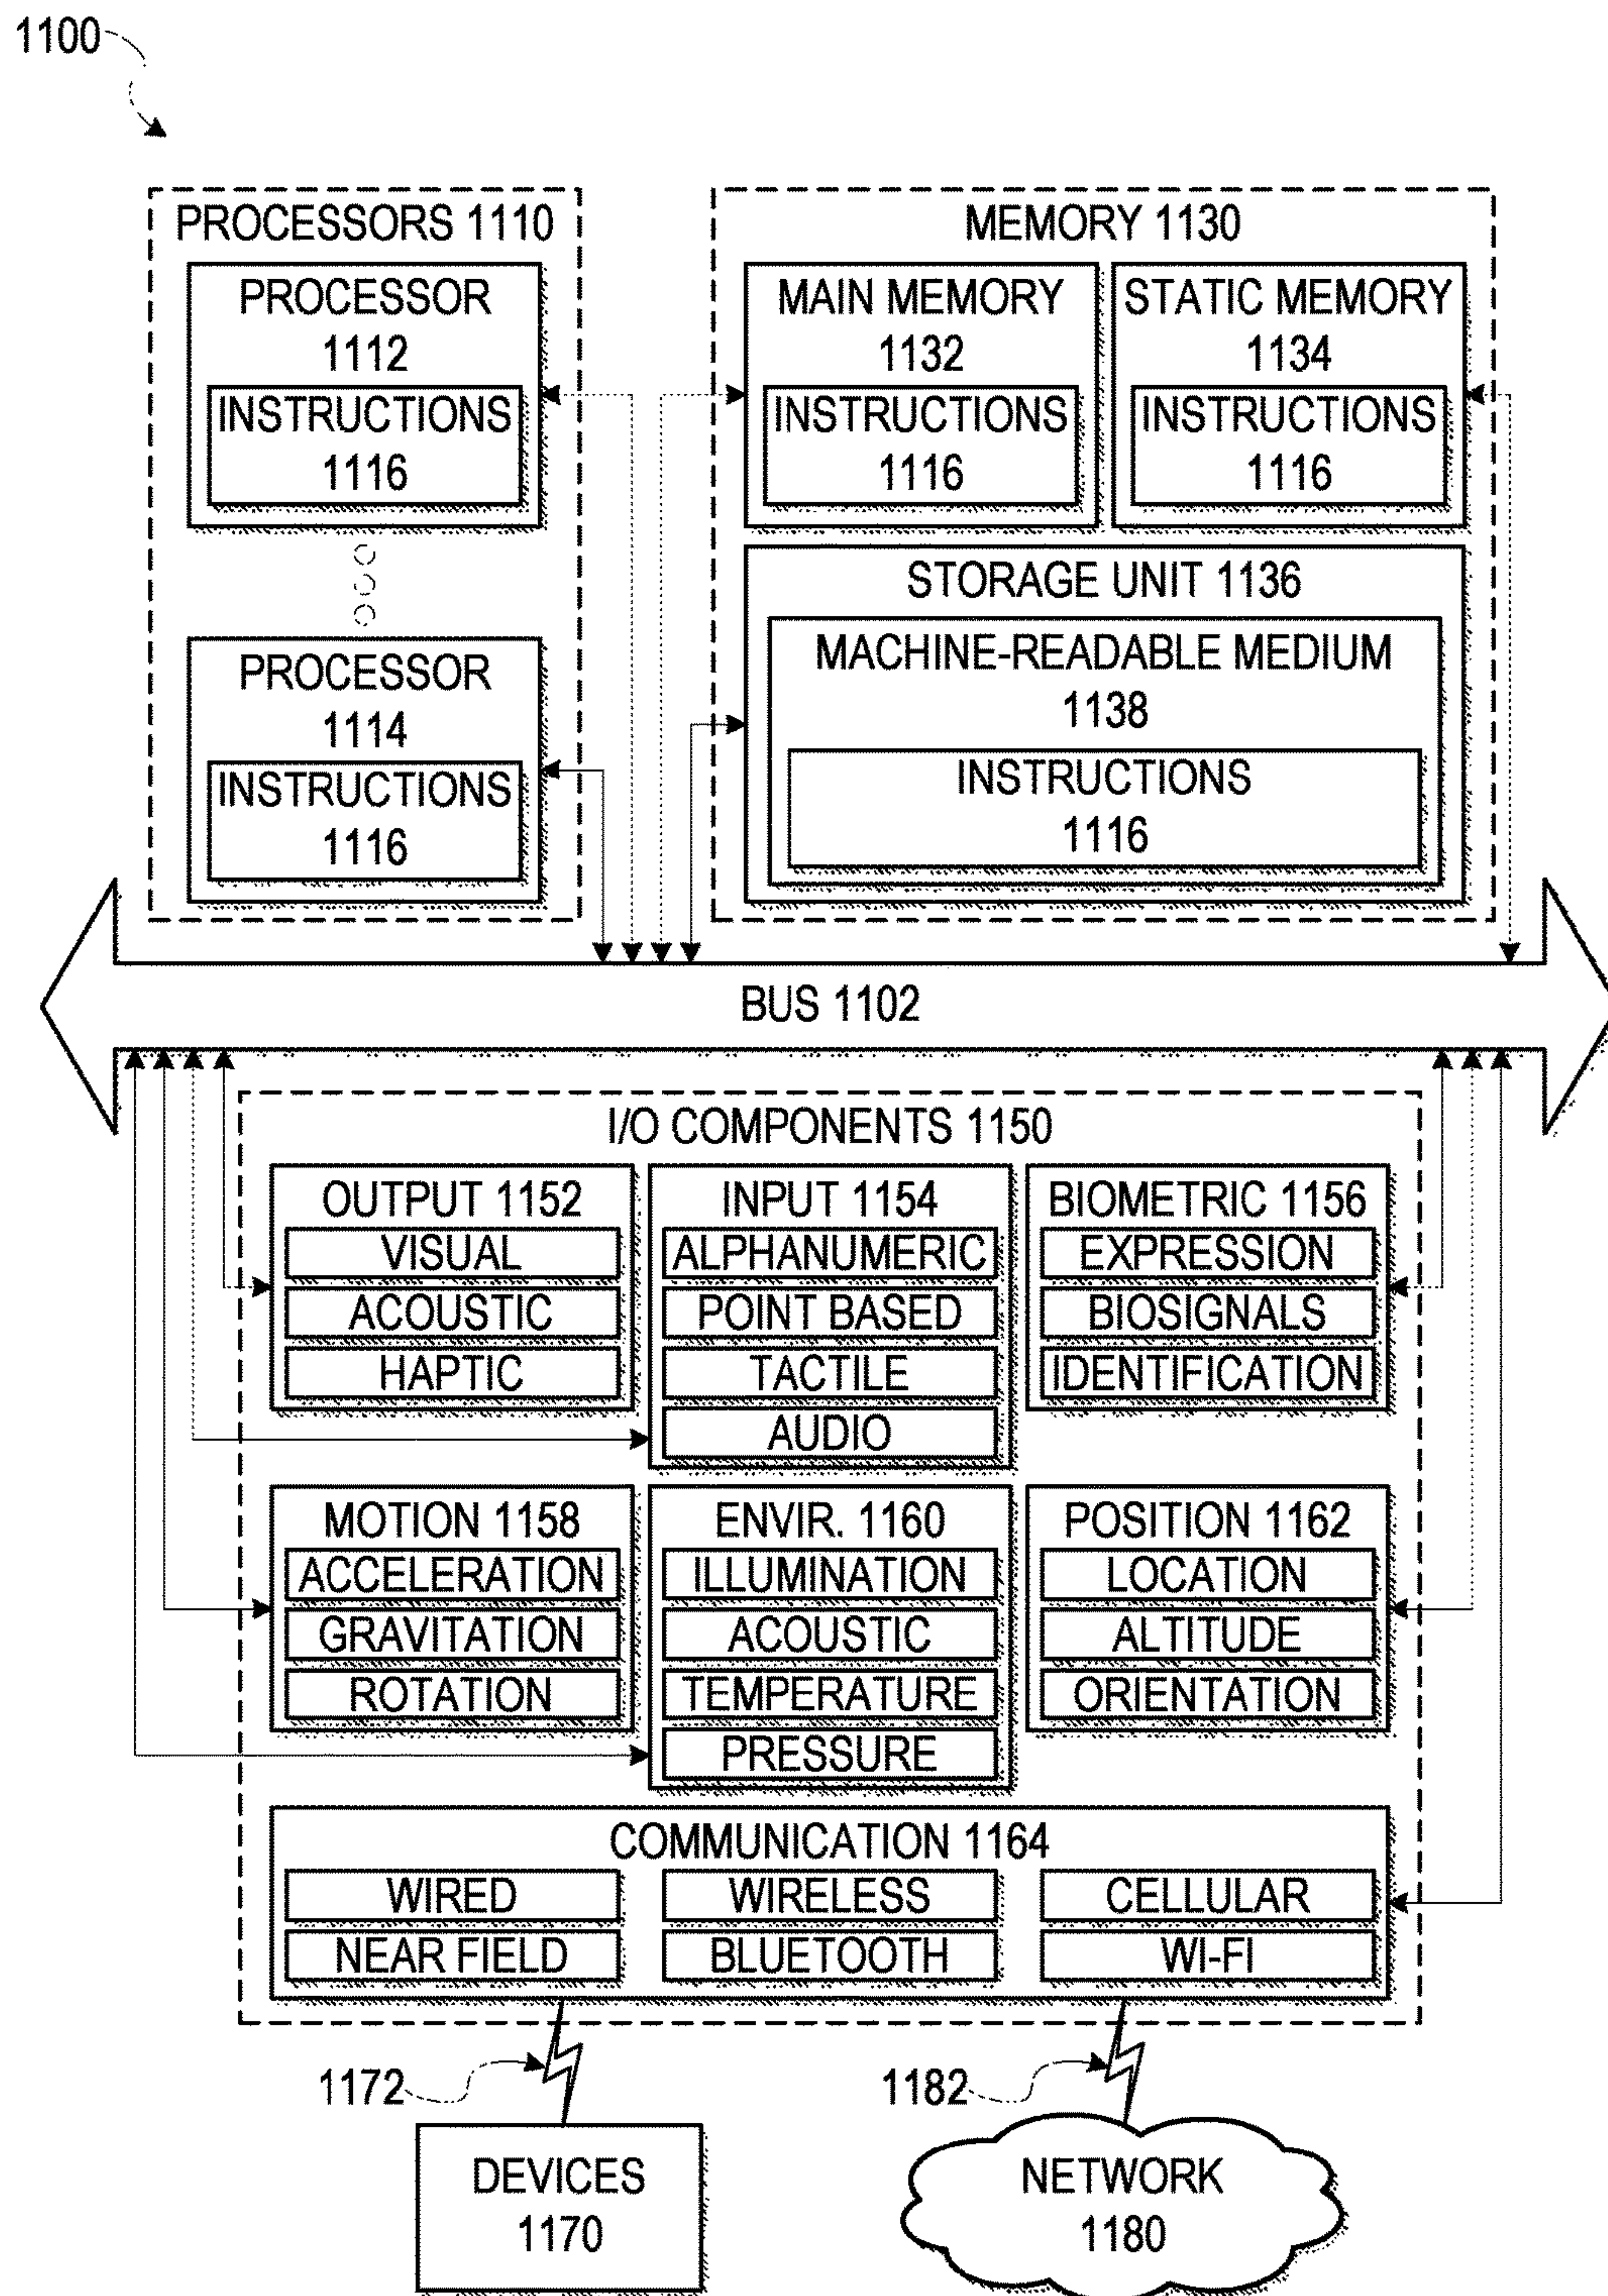 1100
PROCESSORS 1110
PROCESSOR
1112
INSTRUCTIONS
1116
PROCESSOR
1114
INSTRUCTIONS
1116
MEMORY 1130
MAIN MEMORY
1132
INSTRUCTIONS
1116
STATIC MEMORY
1134
INSTRUCTIONS
1116
STORAGE UNIT 1136
MACHINE-READABLE MEDIUM
1138
INSTRUCTIONS
1116
BUS 1102
I/O COMPONENTS 1150
OUTPUT 1152
VISUAL
ACOUSTIC
HAPTIC
INPUT 1154
ALPHANUMERIC
POINT BASED
TACTILE
AUDIO
BIOMETRIC 1156
EXPRESSION
BIOSIGNALS
IDENTIFICATION
MOTION 1158
ACCELERATION
GRAVITATION
ROTATION
ENVIR. 1160
ILLUMINATION
ACOUSTIC
TEMPERATURE
PRESSURE
POSITION 1162
LOCATION
ALTITUDE
ORIENTATION
COMMUNICATION 1164
WIRED
WIRELESS
CELLULAR
NEAR FIELD
BLUETOOTH
WI-FI
1172
1182
DEVICES
1170
NETWORK
1180